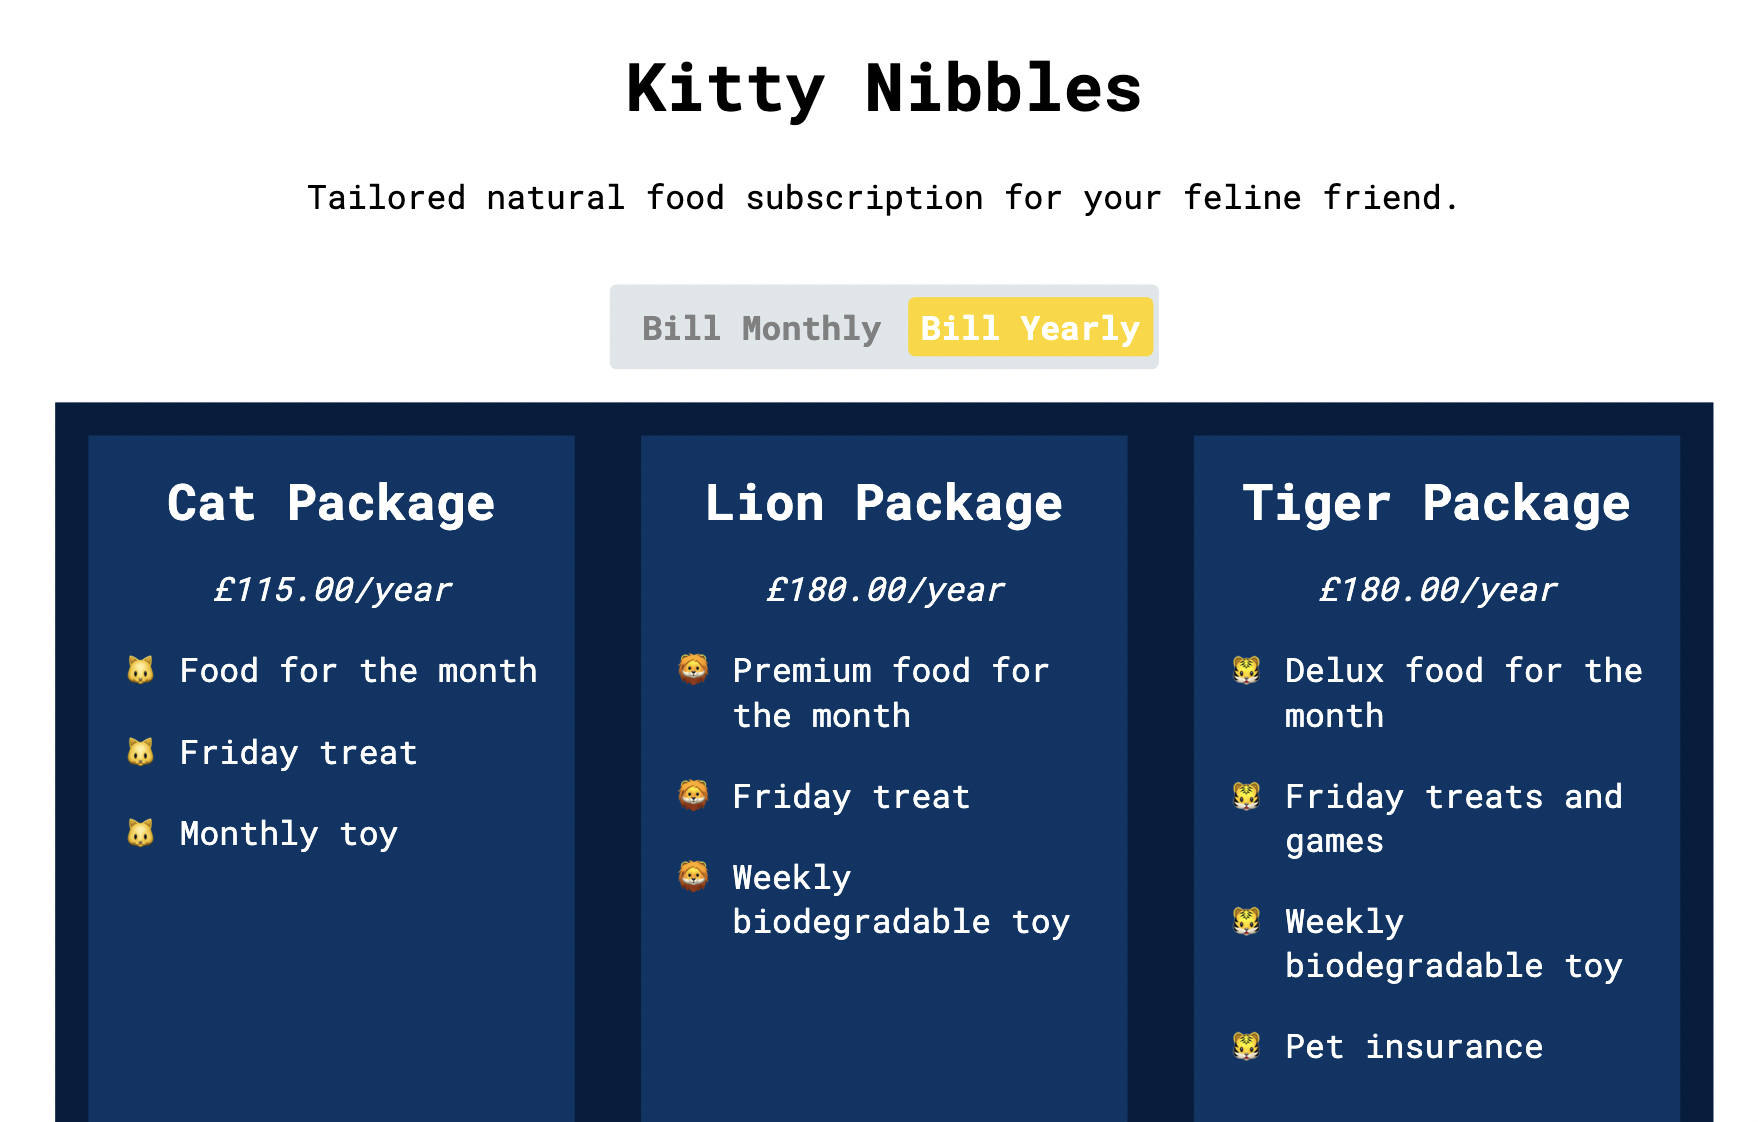 Kitty Nibbles
Tailored natural food subscription for your feline friend.
Bill Monthly
Bill Yearly
Cat Package
£115.00/year
Food for the month
Friday treat
Monthly toy
Lion Package
£180.00/year
Premium food for
the month
Friday treat
Weekly
biodegradable toy
Tiger Package
£180.00/year
Delux food for the
month
Friday treats and
games
Weekly
biodegradable toy
Pet insurance